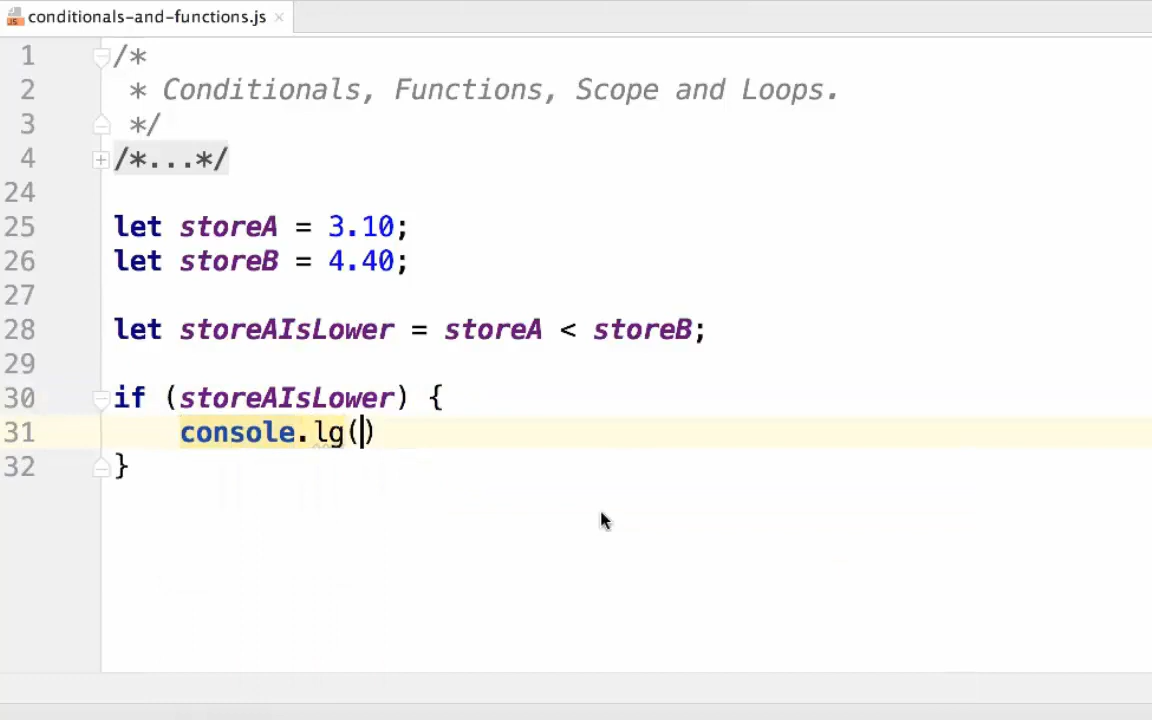 conditionals-and-functions.js
1 /*
2  * Conditionals, Functions, Scope and Loops.
3  */
4 /*...*/
24
25 let storeA = 3.10;
26 let storeB = 4.40;
27
28 let storeAIsLower = storeA < storeB;
29
30 if (storeAIsLower) {
31     console.lg()
32 }